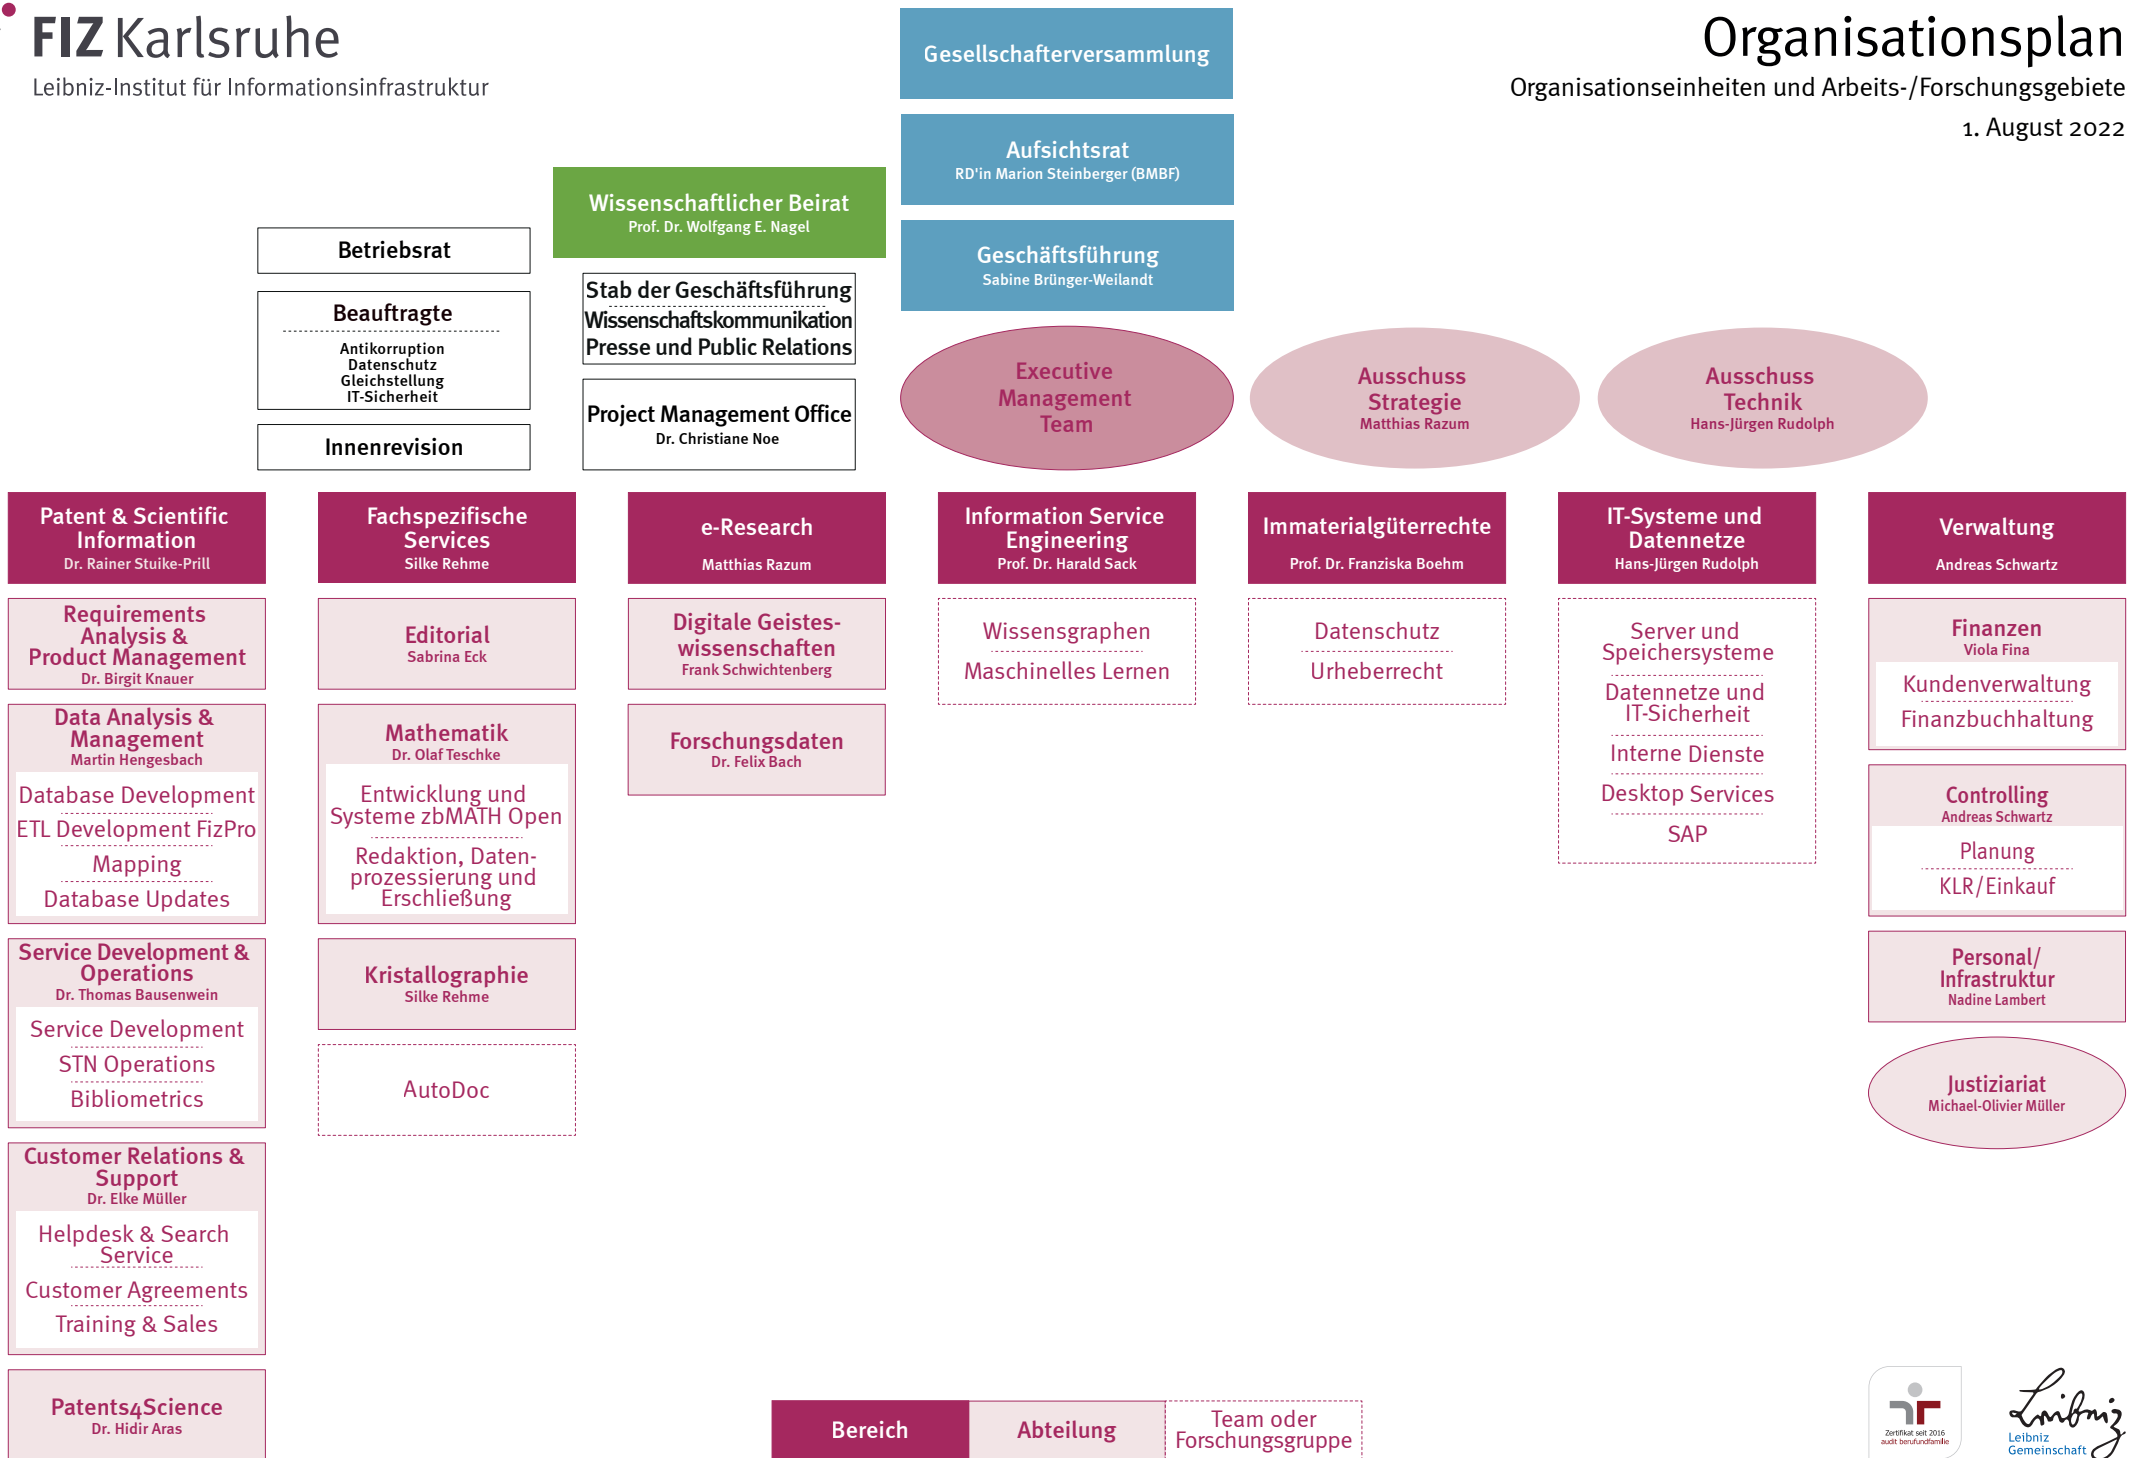 FIZ Karlsruhe
Leibniz-Institut für Informationsinfrastruktur
Organisationsplan
Organisationseinheiten und Arbeits-/Forschungsgebiete
1. August 2022
Gesellschafterversammlung
Aufsichtsrat
RD'in Marion Steinberger (BMBF)
Wissenschaftlicher Beirat
Prof. Dr. Wolfgang E. Nagel
Geschäftsführung
Sabine Brünger-Weilandt
Betriebsrat
Beauftragte
Antikorruption
Datenschutz
Gleichstellung
IT-Sicherheit
Innenrevision
Stab der Geschäftsführung
Wissenschaftskommunikation
Presse und Public Relations
Project Management Office
Dr. Christiane Noe
Executive
Management
Team
Ausschuss
Strategie
Matthias Razum
Ausschuss
Technik
Hans-Jürgen Rudolph
Patent & Scientific
Information
Dr. Rainer Stuike-Prill
Requirements
Analysis &
Product Management
Dr. Birgit Knauer
Data Analysis &
Management
Martin Hengesbach
Database Development
ETL Development FizPro
Mapping
Database Updates
Service Development &
Operations
Dr. Thomas Bausenwein
Service Development
STN Operations
Bibliometrics
Customer Relations &
Support
Dr. Elke Müller
Helpdesk & Search
Service
Customer Agreements
Training & Sales
Patents4Science
Dr. Hidir Aras
Fachspezifische
Services
Silke Rehme
Editorial
Sabrina Eck
Mathematik
Dr. Olaf Teschke
Entwicklung und
Systeme zbMATH Open
Redaktion, Daten-
prozessierung und
Erschließung
Kristallographie
Silke Rehme
AutoDoc
e-Research
Matthias Razum
Digitale Geistes-
wissenschaften
Frank Schwichtenberg
Forschungsdaten
Dr. Felix Bach
Information Service
Engineering
Prof. Dr. Harald Sack
Wissensgraphen
Maschinelles Lernen
Immaterialgüterrechte
Prof. Dr. Franziska Boehm
Datenschutz
Urheberrecht
IT-Systeme und
Datennetze
Hans-Jürgen Rudolph
Server und
Speichersysteme
Datennetze und
IT-Sicherheit
Interne Dienste
Desktop Services
SAP
Verwaltung
Andreas Schwartz
Finanzen
Viola Fina
Kundenverwaltung
Finanzbuchhaltung
Controlling
Andreas Schwartz
Planung
KLR/Einkauf
Personal/
Infrastruktur
Nadine Lambert
Justiziariat
Michael-Olivier Müller
Bereich
Abteilung
Team oder
Forschungsgruppe
Zertifikat seit 2016
audit berufundfamilie
Leibniz
Leibniz
Gemeinschaft